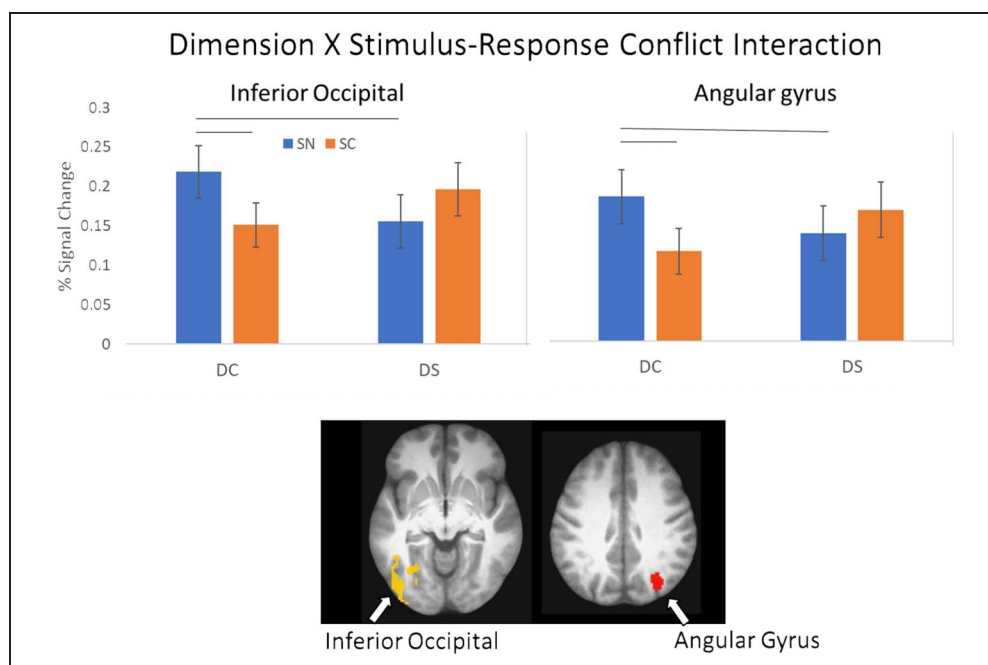 Dimension X Stimulus-Response Conflict Interaction
Inferior Occipital
Angular gyrus
% Signal Change
0.3
0.25
0.2
0.15
0.1
0.05
0
SN
SC
DC
DS
DC
DS
Inferior Occipital
Angular Gyrus